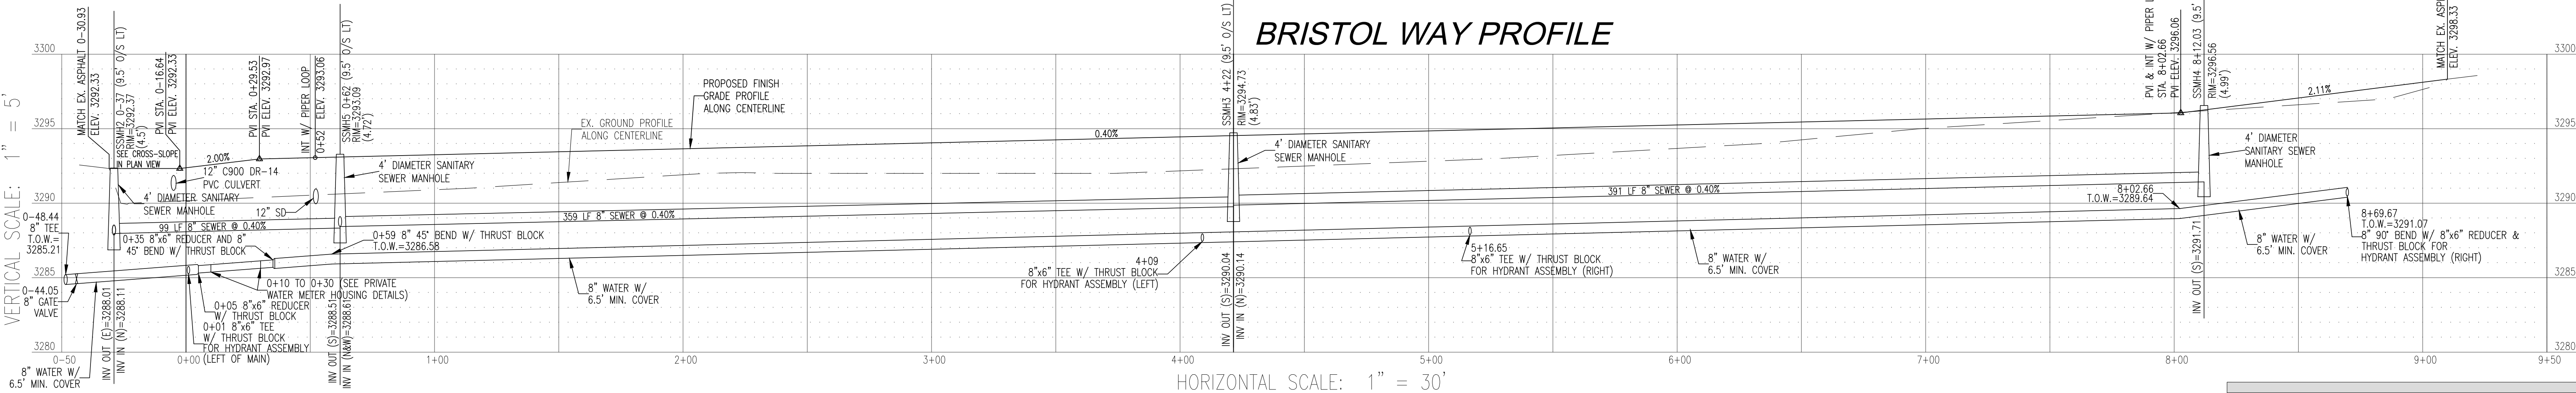 BRISTOL WAY PROFILE
VERTICAL SCALE: 1" = 5'
HORIZONTAL SCALE: 1" = 30'
3300
3295
3290
3285
3280
3300
3295
3290
3285
3280
0-50
0+00
1+00
2+00
3+00
4+00
5+00
6+00
7+00
8+00
9+00
9+50
MATCH EX. ASPHALT 0-30.93
ELEV. 3292.33
SSMH2 0-37 (9.5' O/S LT)
RIM=3292.37
(4.5')
PVI STA. 0-16.64
PVI ELEV. 3292.33
SEE CROSS-SLOPE
IN PLAN VIEW
2.00%
PVI STA. 0+29.53
PVI ELEV. 3292.97
INT W/ PIPER LOOP
0+52 ELEV. 3293.06
SSMH5 0+62 (9.5' O/S LT)
RIM=3293.09
(4.72')
12" C900 DR-14
PVC CULVERT
4' DIAMETER SANITARY
SEWER MANHOLE
12" SD
4' DIAMETER SANITARY
SEWER MANHOLE
EX. GROUND PROFILE
ALONG CENTERLINE
PROPOSED FINISH
GRADE PROFILE
ALONG CENTERLINE
0.40%
SSMH3 4+22 (9.5' O/S LT)
RIM=3294.73
(4.83')
4' DIAMETER SANITARY
SEWER MANHOLE
PVI & INT W/ PIPER L
STA. 8+02.66
PVI ELEV. 3296.06
SSMH4 8+12.03 (9.5'
RIM=3296.56
(4.99')
2.11%
MATCH EX. ASP
ELEV. 3298.33
4' DIAMETER
SANITARY SEWER
MANHOLE
0-48.44
8" TEE
T.O.W.=
3285.21
0-44.05
8" GATE
VALVE
8" WATER W/
6.5' MIN. COVER
99 LF 8" SEWER @ 0.40%
0+35 8"x6" REDUCER AND 8"
45° BEND W/ THRUST BLOCK
INV OUT (E)=3288.01
INV IN (N)=3288.11
0+10 TO 0+30 (SEE PRIVATE
WATER METER HOUSING DETAILS)
0+05 8"x6" REDUCER
W/ THRUST BLOCK
0+01 8"x6" TEE
W/ THRUST BLOCK
FOR HYDRANT ASSEMBLY
(LEFT OF MAIN)
INV OUT (S)=3288.51
INV IN (N&W)=3288.61
0+59 8" 45° BEND W/ THRUST BLOCK
T.O.W.=3286.58
359 LF 8" SEWER @ 0.40%
8" WATER W/
6.5' MIN. COVER
4+09
8"x6" TEE W/ THRUST BLOCK
FOR HYDRANT ASSEMBLY (LEFT)
INV OUT (S)=3290.04
INV IN (N)=3290.14
5+16.65
8"x6" TEE W/ THRUST BLOCK
FOR HYDRANT ASSEMBLY (RIGHT)
391 LF 8" SEWER @ 0.40%
8" WATER W/
6.5' MIN. COVER
8+02.66
T.O.W.=3289.64
INV OUT (S)=3291.71
8" WATER W/
6.5' MIN. COVER
8+69.67
T.O.W.=3291.07
8" 90° BEND W/ 8"x6" REDUCER &
THRUST BLOCK FOR
HYDRANT ASSEMBLY (RIGHT)